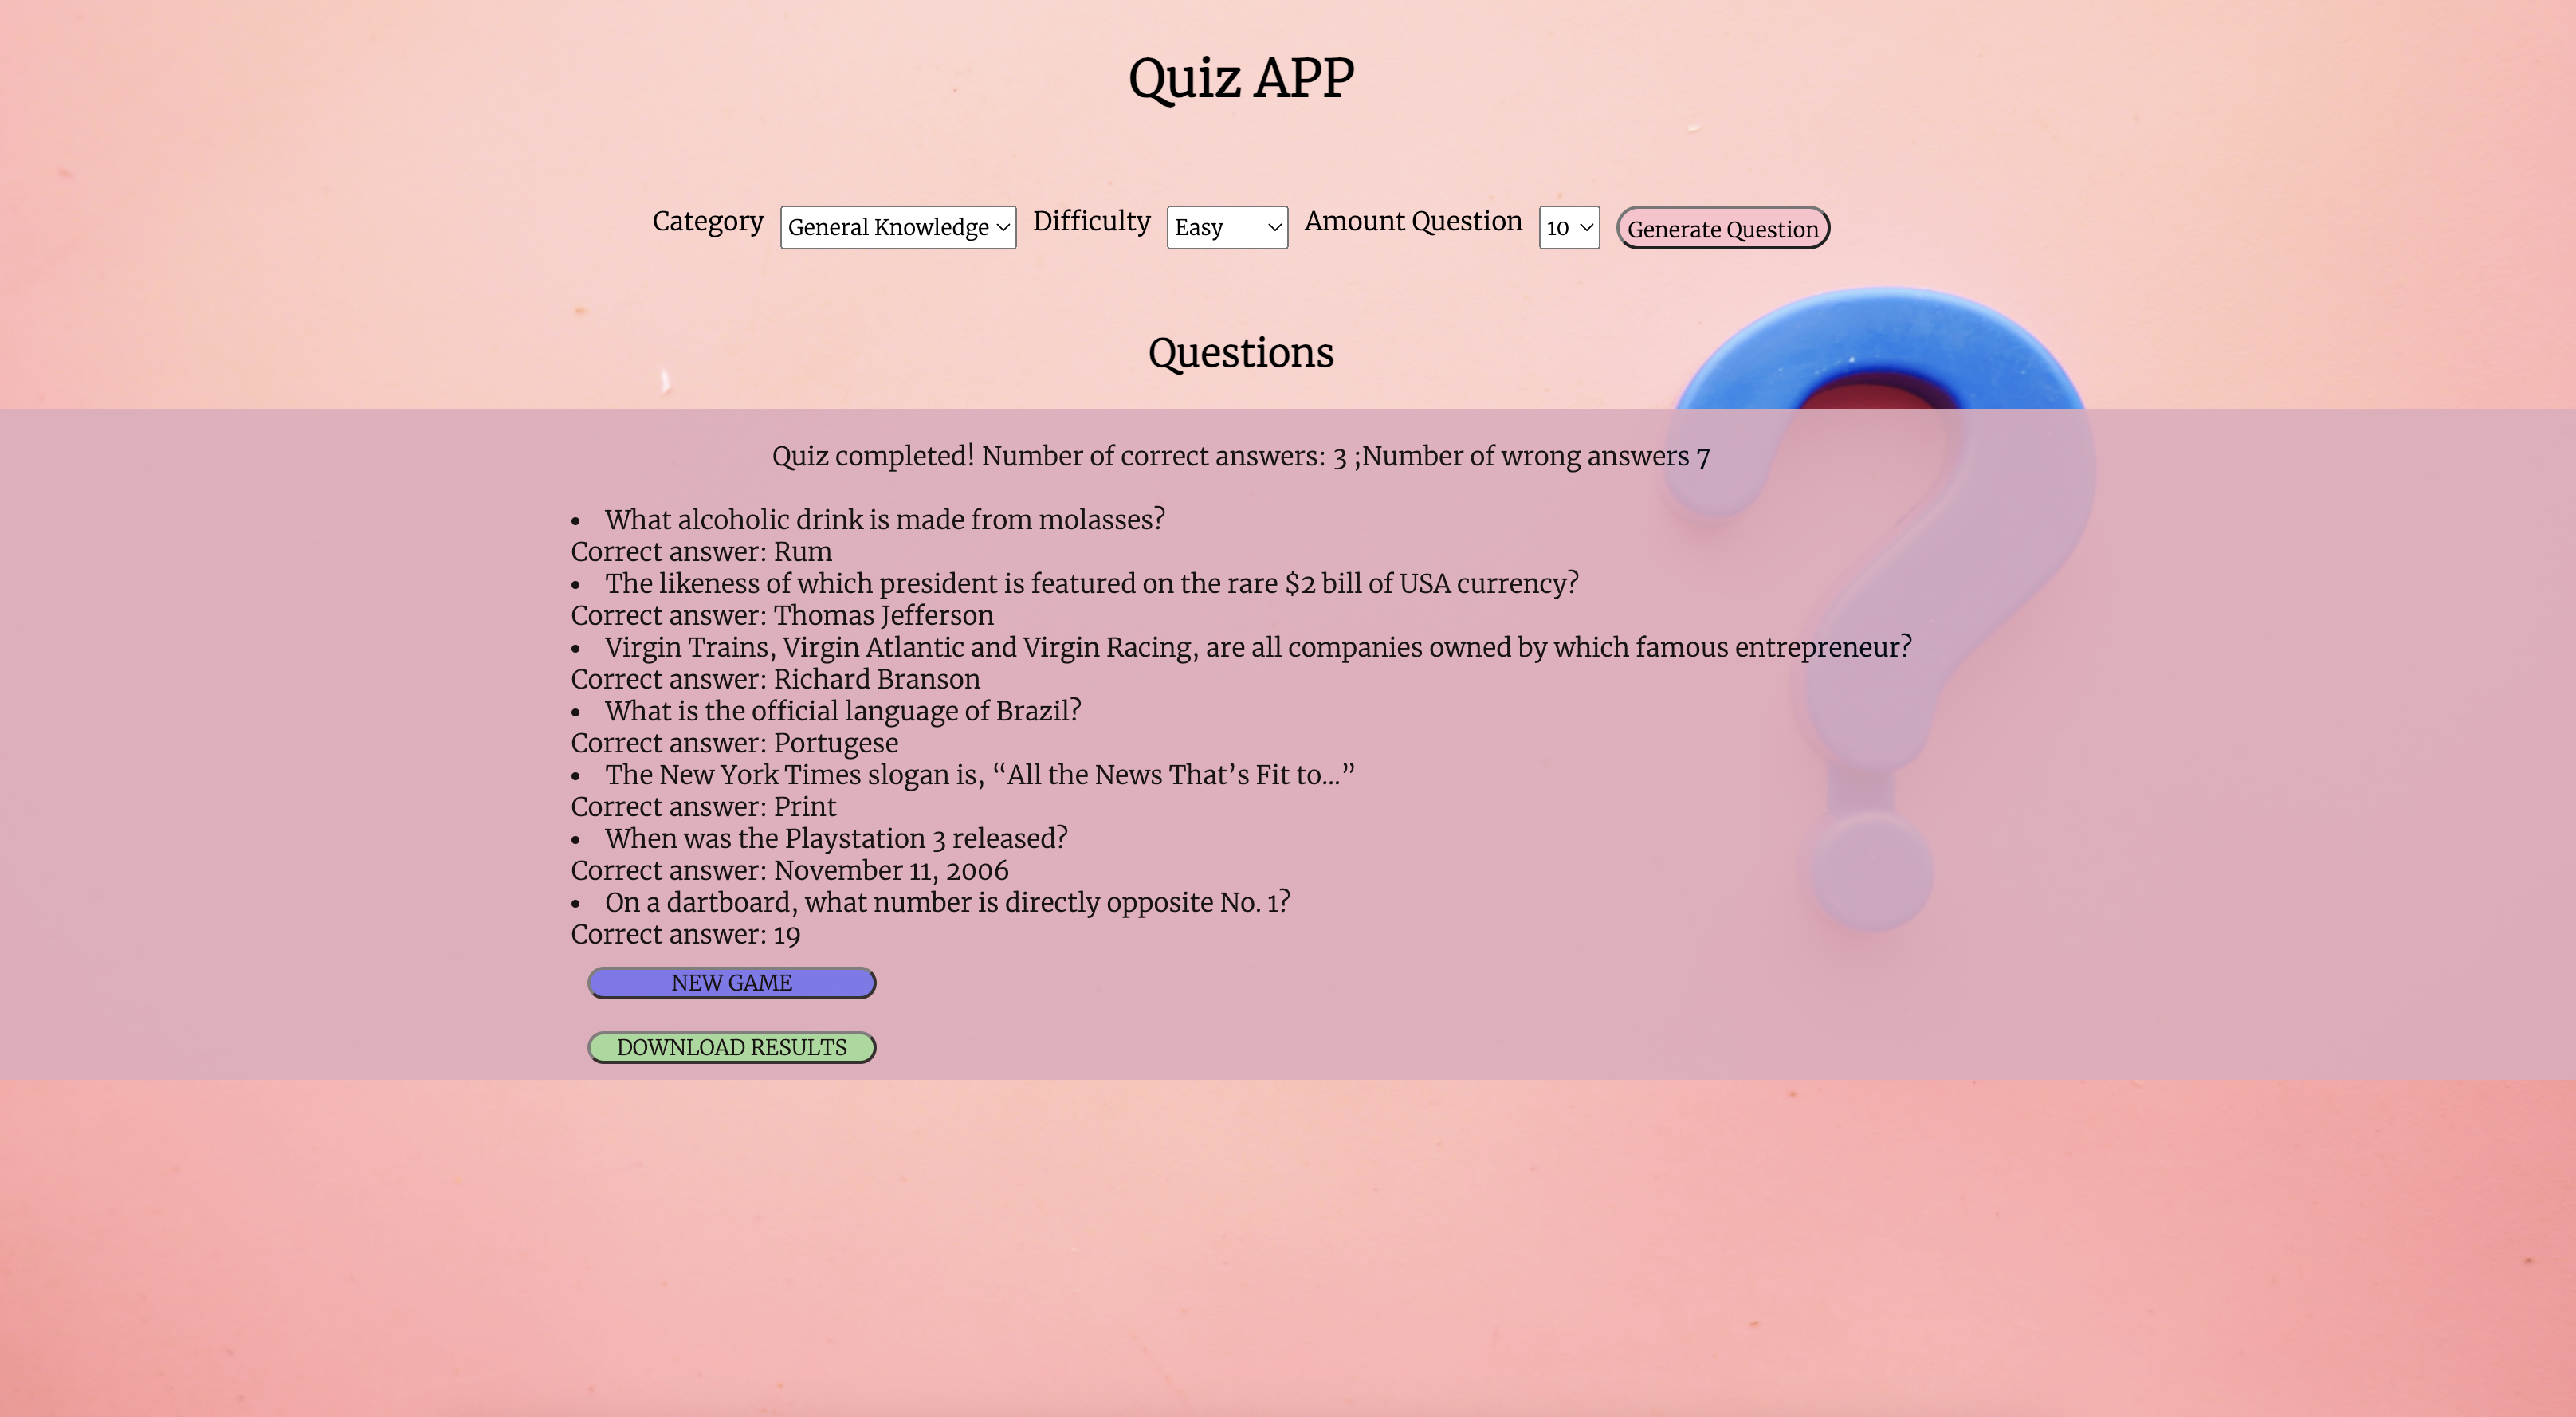 Quiz APP
Category General Knowledge Difficulty Easy Amount Question 10 Generate Question
Questions
Quiz completed! Number of correct answers: 3 ;Number of wrong answers 7
• What alcoholic drink is made from molasses?
Correct answer: Rum
• The likeness of which president is featured on the rare $2 bill of USA currency?
Correct answer: Thomas Jefferson
• Virgin Trains, Virgin Atlantic and Virgin Racing, are all companies owned by which famous entrepreneur?
Correct answer: Richard Branson
• What is the official language of Brazil?
Correct answer: Portugese
• The New York Times slogan is, “All the News That’s Fit to…”
Correct answer: Print
• When was the Playstation 3 released?
Correct answer: November 11, 2006
• On a dartboard, what number is directly opposite No. 1?
Correct answer: 19
NEW GAME
DOWNLOAD RESULTS